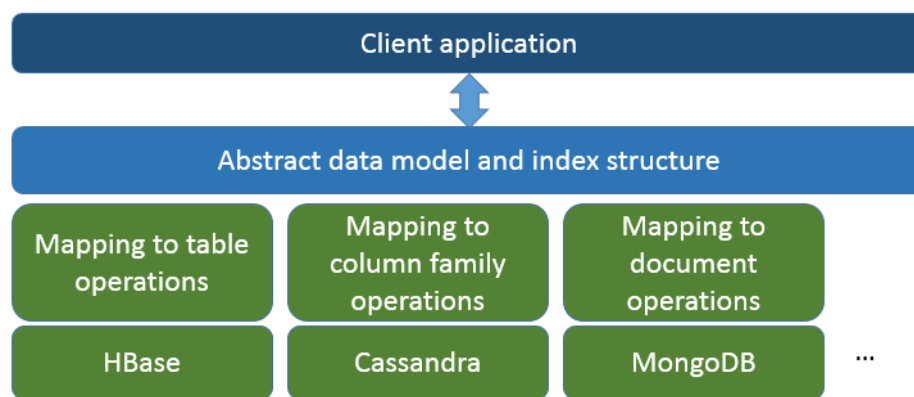 Client application
Abstract data model and index structure
Mapping to table
operations
Mapping to
column family
operations
Mapping to
document
operations
HBase
Cassandra
MongoDB
...